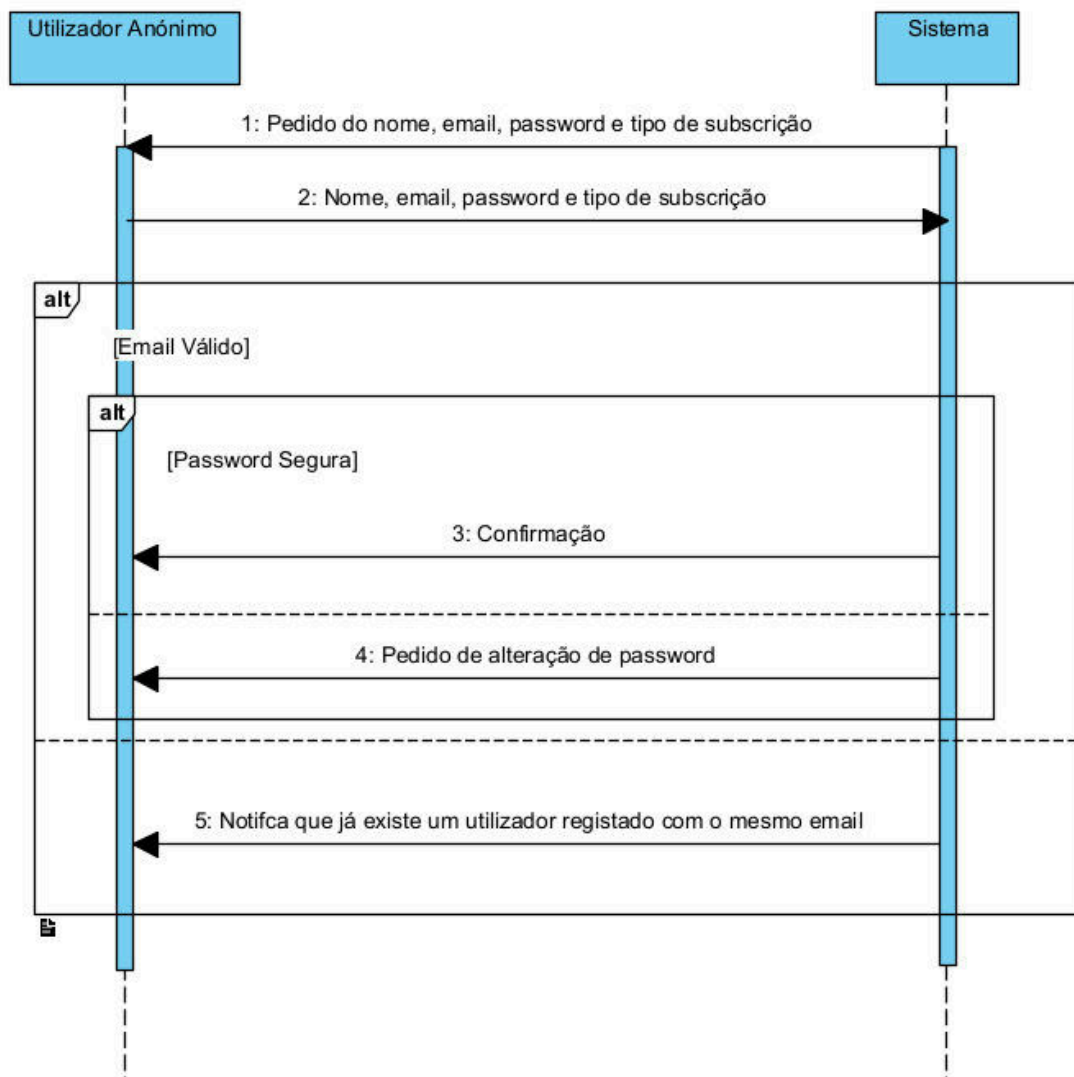 Utilizador Anónimo
Sistema
1: Pedido do nome, email, password e tipo de subscrição
2: Nome, email, password e tipo de subscrição
alt
[Email Válido]
alt
[Password Segura]
3: Confirmação
4: Pedido de alteração de password
5: Notifca que já existe um utilizador registado com o mesmo email